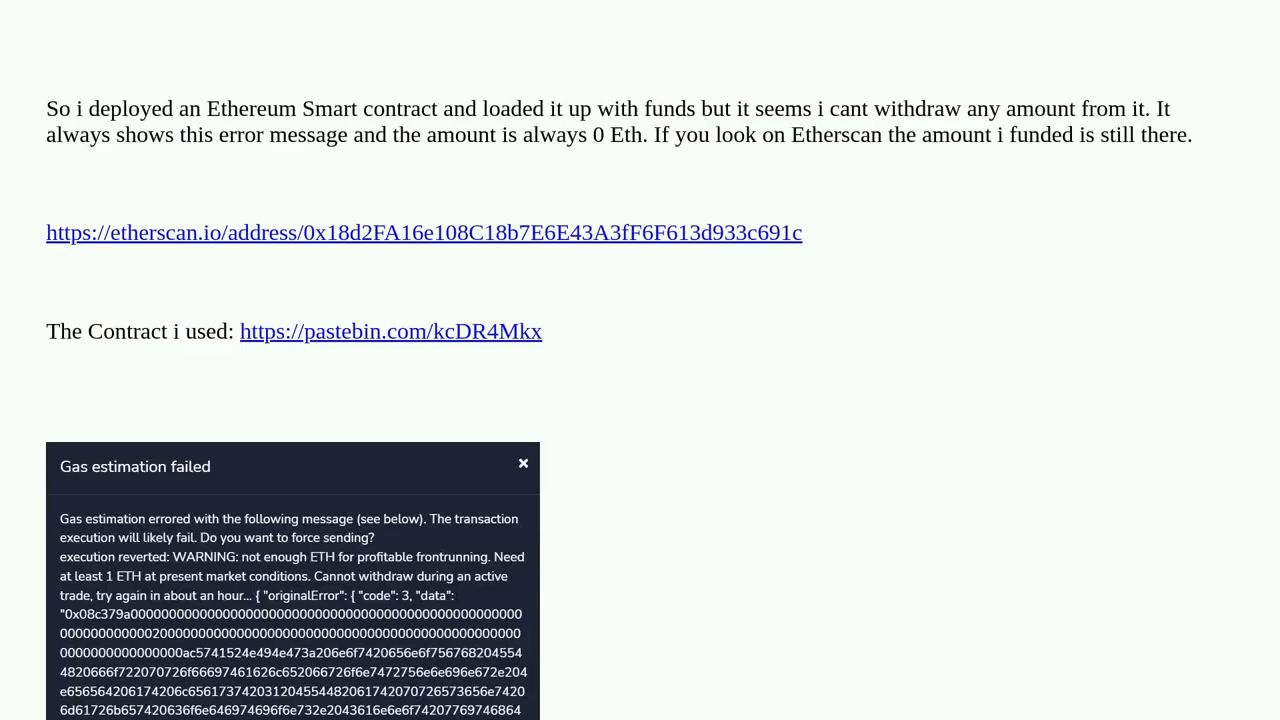 So i deployed an Ethereum Smart contract and loaded it up with funds but it seems i cant withdraw any amount from it. It
always shows this error message and the amount is always 0 Eth. If you look on Etherscan the amount i funded is still there.
https://etherscan.io/address/0x18d2FA16e108C18b7E6E43A3fF6F613d933c691c
The Contract i used: https://pastebin.com/kcDR4Mkx
Gas estimation failed
×
Gas estimation errored with the following message (see below). The transaction
execution will likely fail. Do you want to force sending?
execution reverted: WARNING: not enough ETH for profitable frontrunning. Need
at least 1 ETH at present market conditions. Cannot withdraw during an active
trade, try again in about an hour... { "originalError": { "code": 3, "data":
"0x08c379a000000000000000000000000000000000000000000000000000
0000000000002000000000000000000000000000000000000000000000
0000000000000000ac5741524e494e473a206e6f7420656e6f756768204554
4820666f722070726f66697461626c652066726f6e7472756e6e696e672e204
e656564206174206c65617374203120455448206174207072657 3656e7420
6d61726b657420636f6e646974696f6e732e2043616e6e6f74207769746864